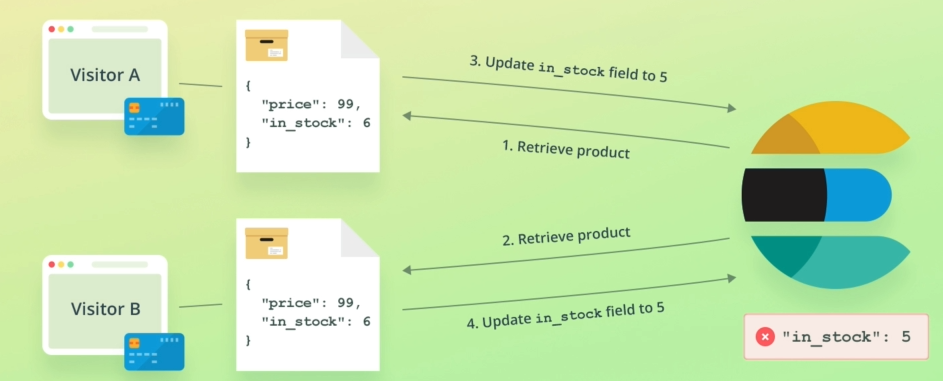 Visitor A
{
"price": 99,
"in_stock": 6
}
3. Update in_stock field to 5
1. Retrieve product
Visitor B
{
"price": 99,
"in_stock": 6
}
2. Retrieve product
4. Update in_stock field to 5
"in_stock": 5